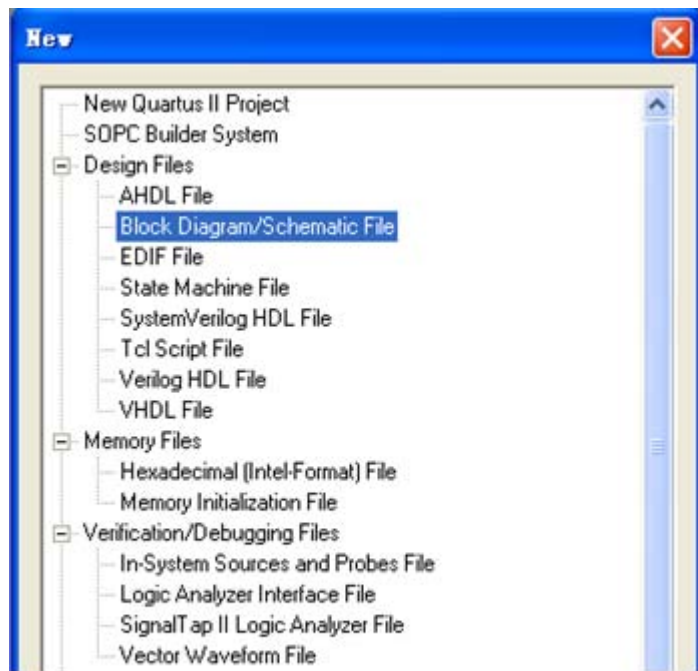 New
New Quartus II Project
SOPC Builder System
Design Files
AHDL File
Block Diagram/Schematic File
EDIF File
State Machine File
SystemVerilog HDL File
Tcl Script File
Verilog HDL File
VHDL File
Memory Files
Hexadecimal (Intel-Format) File
Memory Initialization File
Verification/Debugging Files
In-System Sources and Probes File
Logic Analyzer Interface File
SignalTap II Logic Analyzer File
Vector Waveform File